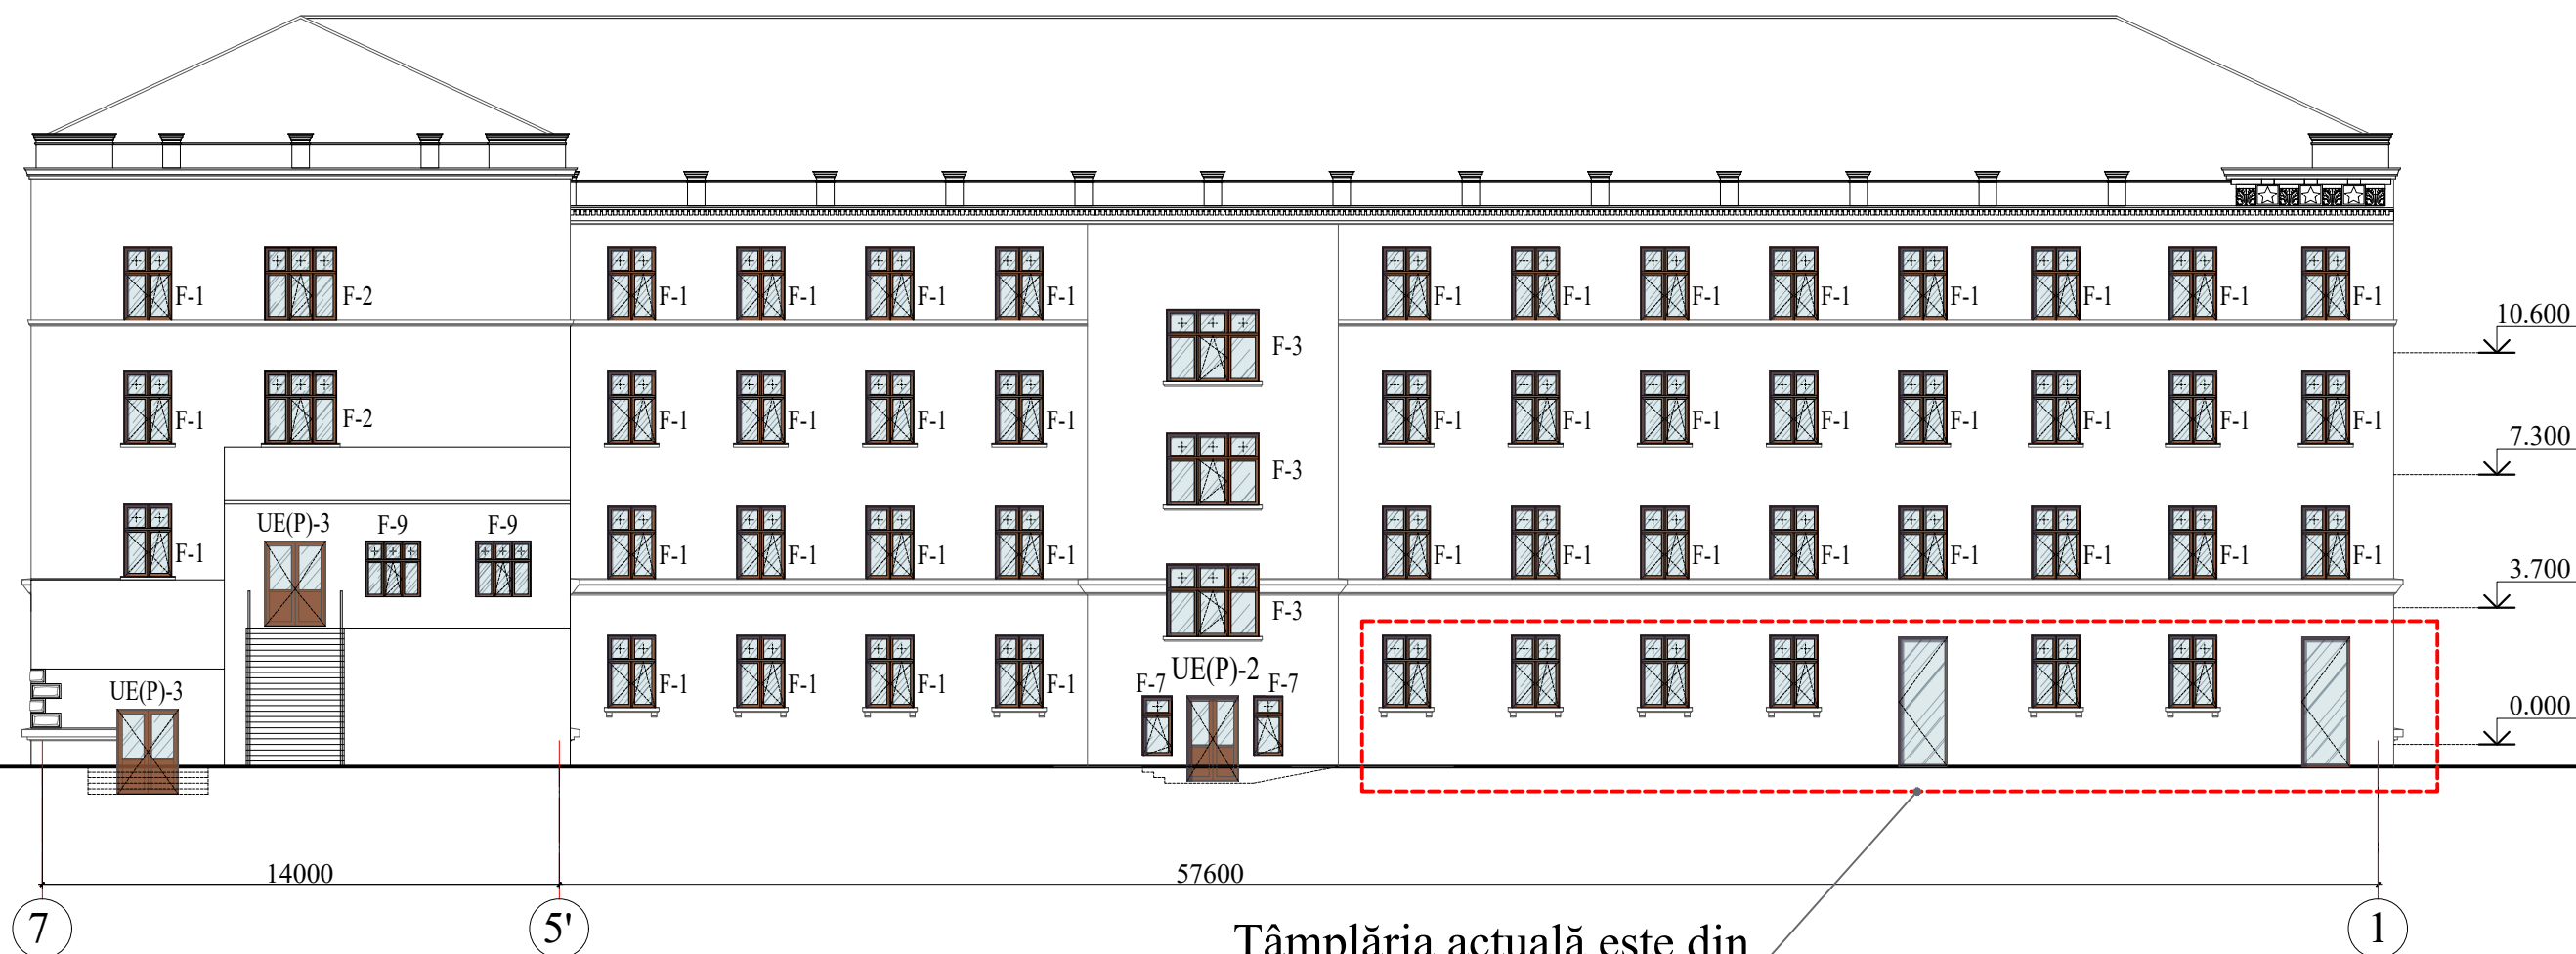 F-1 F-2 F-1 F-1 F-1 F-1 F-1 F-1 F-1 F-1 F-1 F-1 F-1 F-1
10.600
F-3
F-1 F-2 F-1 F-1 F-1 F-1 F-1 F-1 F-1 F-1 F-1 F-1 F-1 F-1
7.300
F-3
UE(P)-3 F-9 F-9
F-1 F-1 F-1 F-1 F-1 F-1 F-1 F-1 F-1 F-1 F-1 F-1 F-1
3.700
F-3
UE(P)-3
F-1 F-1 F-1 F-1
F-7 UE(P)-2 F-7
0.000
14000 57600
7 5' 1
Tâmplăria actuală este din